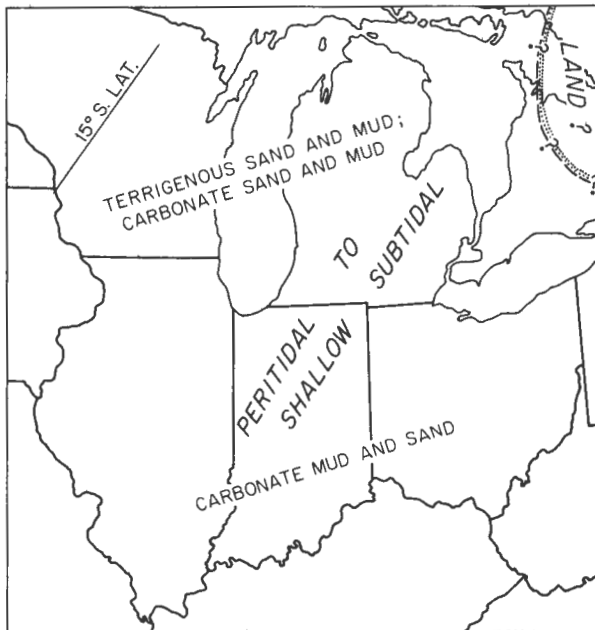 15° S. LAT.
LAND ?
TERRIGENOUS SAND AND MUD;
CARBONATE SAND AND MUD
PERITIDAL TO
SHALLOW SUBTIDAL
CARBONATE MUD AND SAND